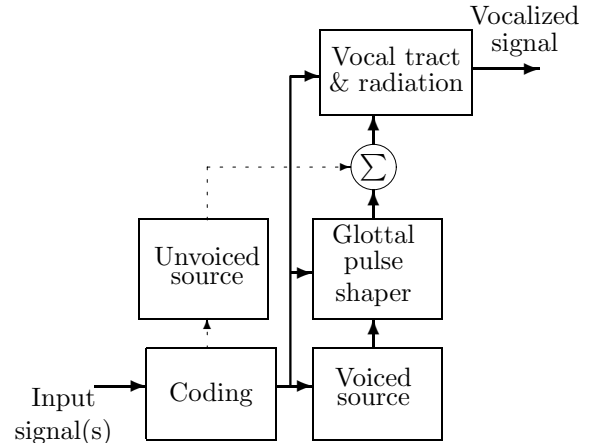 Vocalized
signal
Vocal tract
& radiation
∑
Unvoiced
source
Glottal
pulse
shaper
Input
signal(s)
Coding
Voiced
source